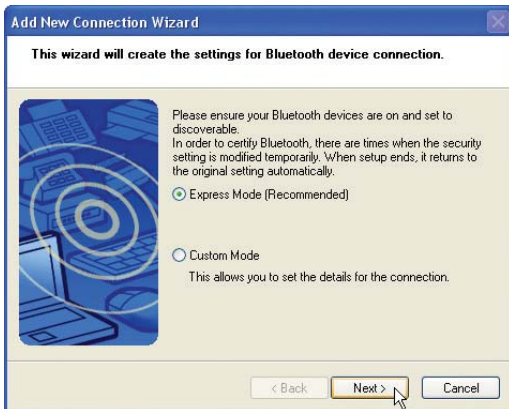 Add New Connection Wizard
This wizard will create the settings for Bluetooth device connection.
Please ensure your Bluetooth devices are on and set to
discoverable.
In order to certify Bluetooth, there are times when the security
setting is modified temporarily. When setup ends, it returns to
the original setting automatically.
Express Mode (Recommended)
Custom Mode
This allows you to set the details for the connection.
< Back Next > Cancel